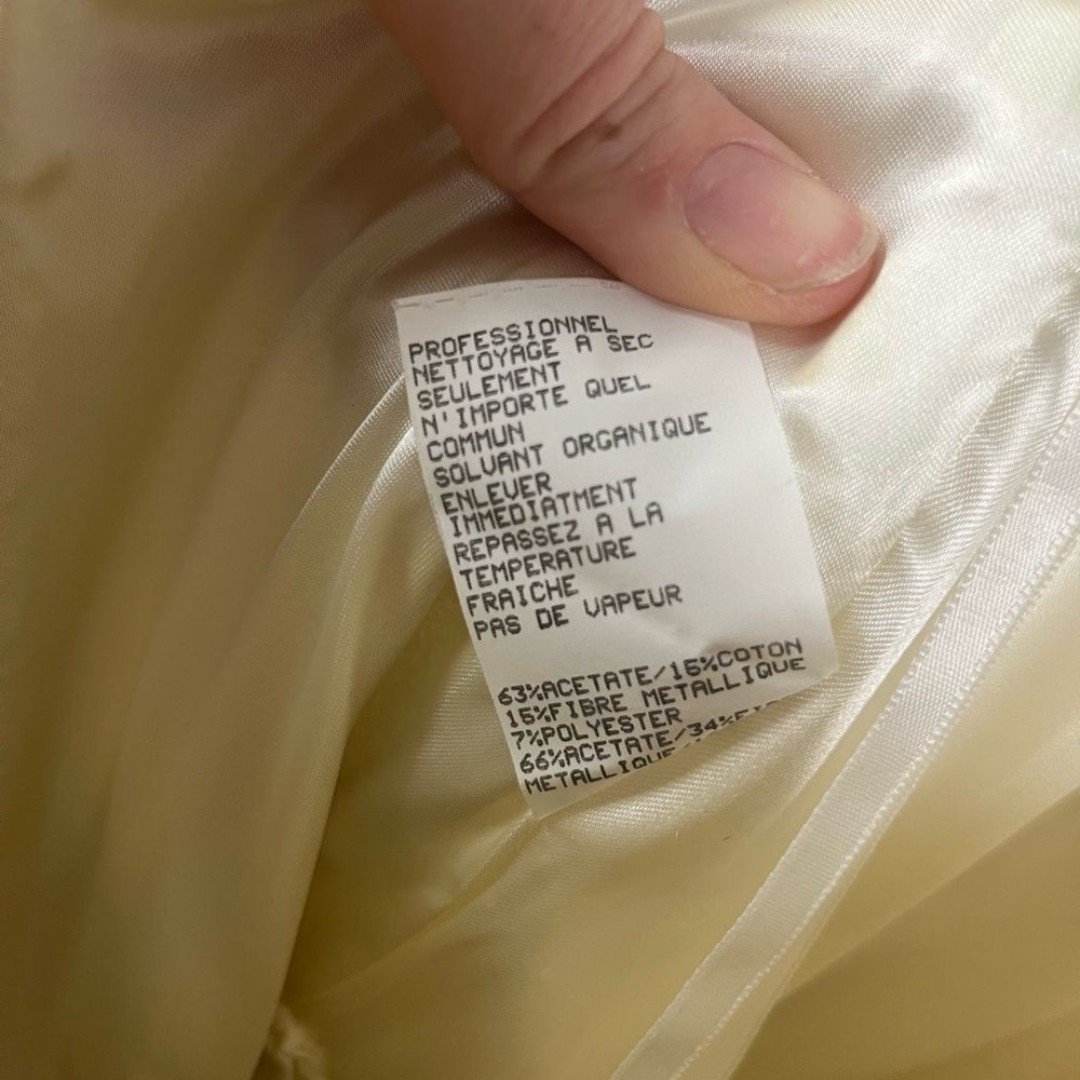 PROFESSIONNEL
NETTOYAGE A SEC
SEULEMENT
N'IMPORTE QUEL
COMMUN
SOLVANT ORGANIQUE
ENLEVER
IMMEDIATMENT
REPASSEZ A LA
TEMPERATURE
FRAICHE
PAS DE VAPEUR
63%ACETATE/15%COTON
15%FIBRE METALLIQUE
7%POLYESTER
66%ACETATE/34%
METALLIQUE